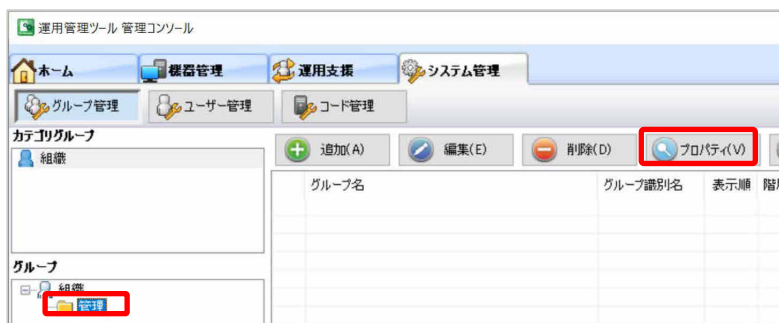 運用管理ツール 管理コンソール
ホーム 機器管理 運用支援 システム管理
グループ管理 ユーザー管理 コード管理
カテゴリグループ
組織
追加(A) 編集(E) 削除(D) プロパティ(V)
グループ名 グループ識別名 表示順 階層
グループ
組織
管理